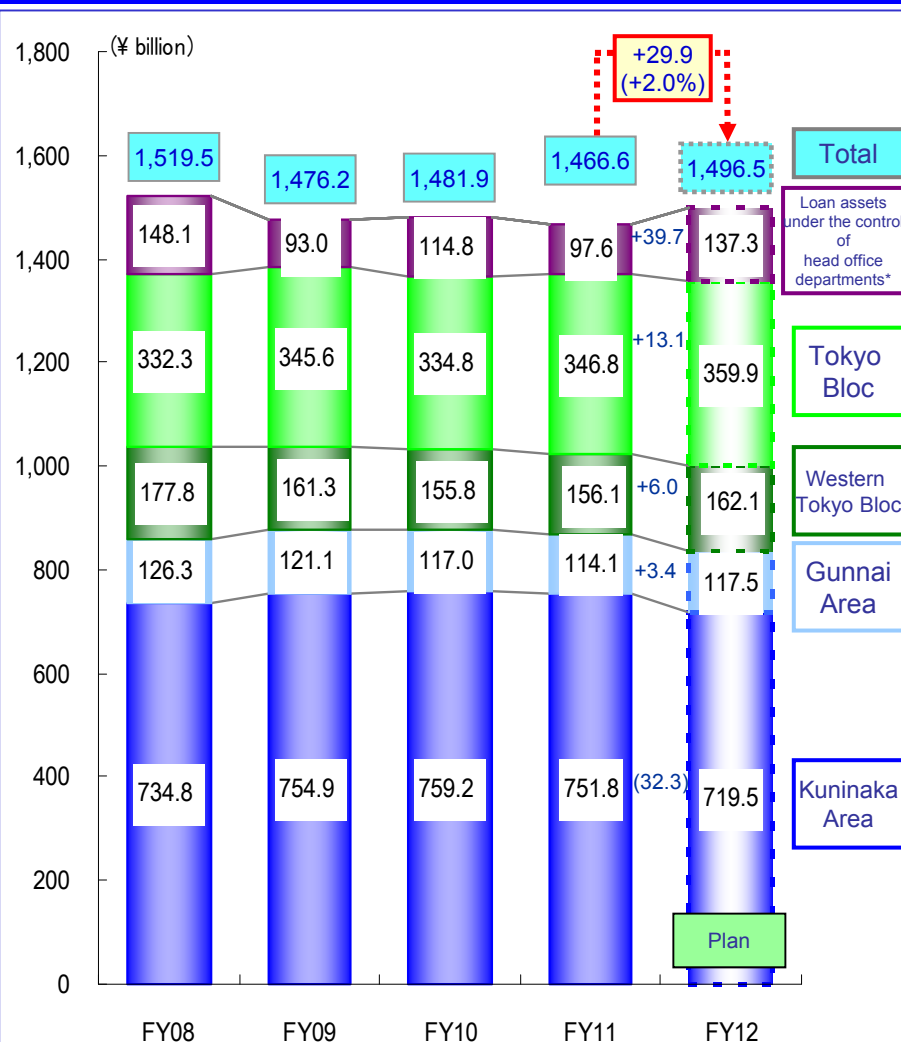 (¥ billion)
1,800
1,600
1,400
1,200
1,000
800
600
400
200
0
+29.9
(+2.0%)
1,519.5
1,476.2
1,481.9
1,466.6
1,496.5
Total
148.1
93.0
114.8
97.6
+39.7
137.3
Loan assets
under the control
of
head office
departments*
332.3
345.6
334.8
346.8
+13.1
359.9
Tokyo
Bloc
177.8
161.3
155.8
156.1
+6.0
162.1
Western
Tokyo Bloc
126.3
121.1
117.0
114.1
+3.4
117.5
Gunnai
Area
734.8
754.9
759.2
751.8
(32.3)
719.5
Kuninaka
Area
Plan
FY08
FY09
FY10
FY11
FY12